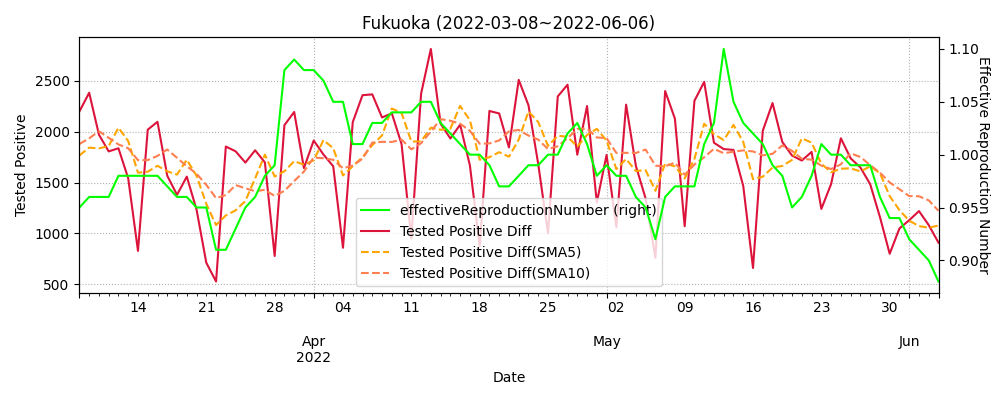 Fukuoka (2022-03-08~2022-06-06)
Tested Positive
2500
2000
1500
1000
500
1.10
1.05
1.00
0.95
0.90
Effective Reproduction Number
effectiveReproductionNumber (right)
Tested Positive Diff
Tested Positive Diff(SMA5)
Tested Positive Diff(SMA10)
14 21 28 04 11 18 25 02 09 16 23 30
Apr May Jun
2022
Date